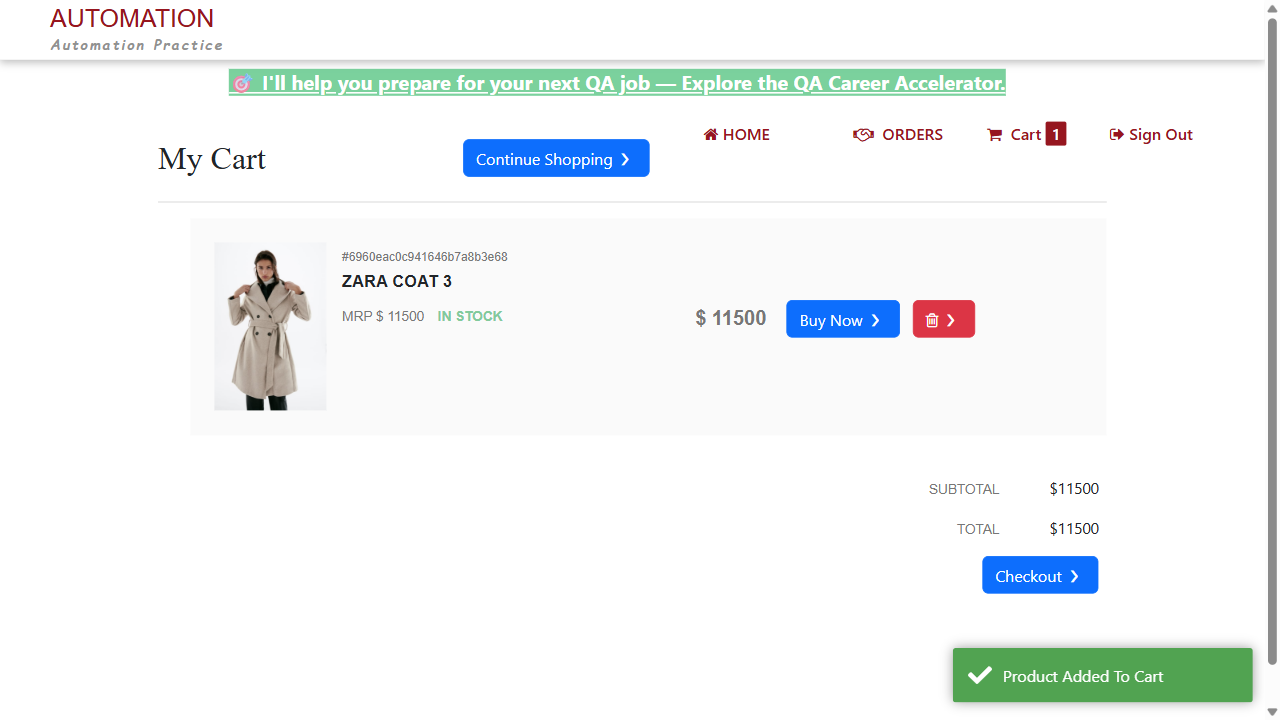 AUTOMATION
Automation Practice
🎯 I'll help you prepare for your next QA job — Explore the QA Career Accelerator.
HOME
ORDERS
Cart 1
Sign Out
My Cart
Continue Shopping ❯
#6960eac0c941646b7a8b3e68
ZARA COAT 3
MRP $ 11500 IN STOCK
$ 11500
Buy Now ❯
❯
SUBTOTAL $11500
TOTAL $11500
Checkout ❯
Product Added To Cart